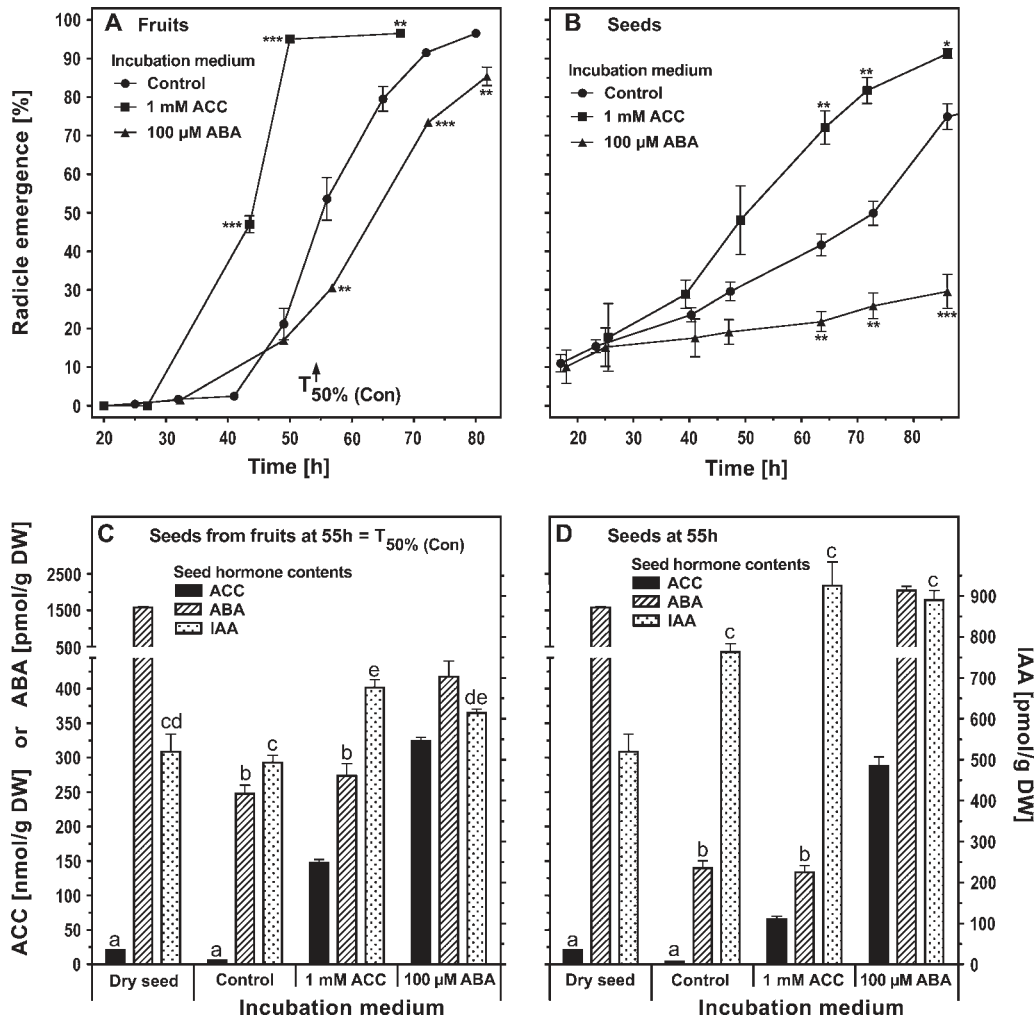 A Fruits
Incubation medium
Control
1 mM ACC
100 µM ABA
*** ** *** ** *** **
T50% (Con)
100
90
80
70
60
50
40
30
20
10
0
Radicle emergence [%]
20 30 40 50 60 70 80
Time [h]
B Seeds
Incubation medium
Control
1 mM ACC
100 µM ABA
** ** * ** ** ***
20 30 40 50 60 70 80
Time [h]
C Seeds from fruits at 55h = T50% (Con)
Seed hormone contents
ACC
ABA
IAA
2500
1500
500
400
350
300
250
200
150
100
50
0
ACC [nmol/g DW] or ABA [pmol/g DW]
a cd a b c b e de
Dry seed Control 1 mM ACC 100 µM ABA
Incubation medium
D Seeds at 55h
Seed hormone contents
ACC
ABA
IAA
a a b c b c c
900
800
700
600
500
400
300
200
100
0
IAA [pmol/g DW]
Dry seed Control 1 mM ACC 100 µM ABA
Incubation medium